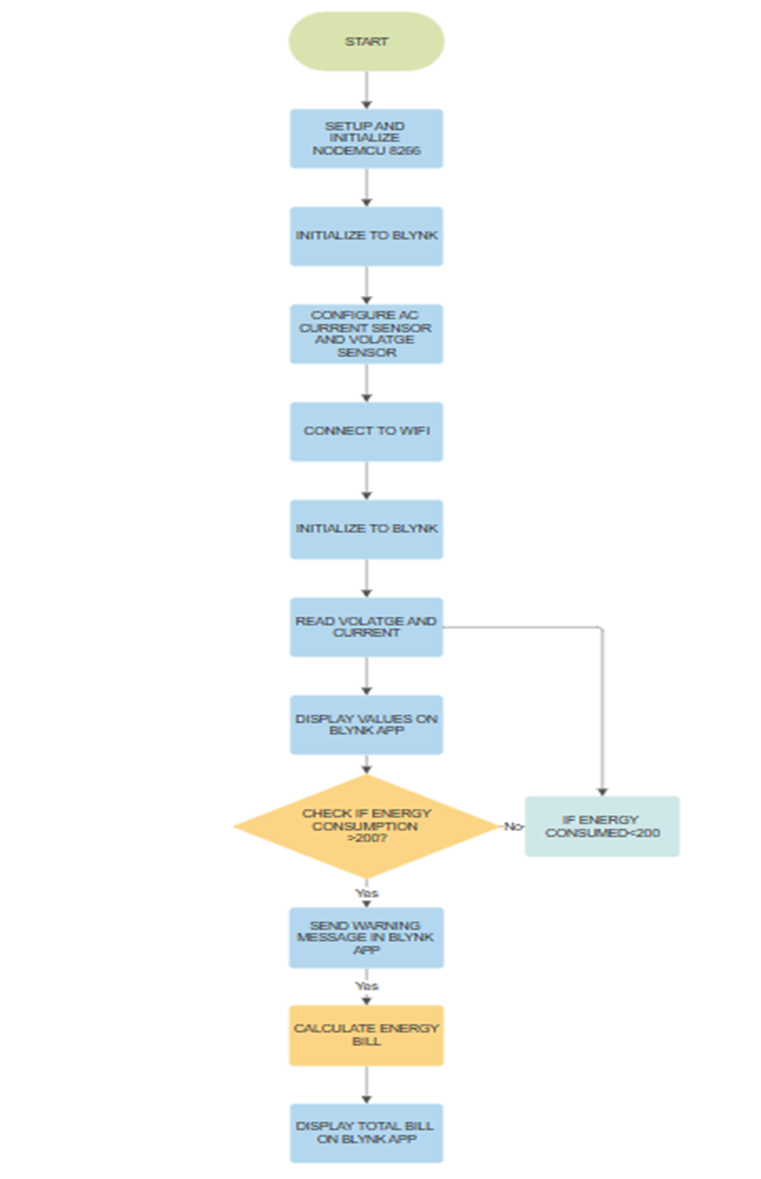 START
SETUP AND
INITIALIZE
NODEMCU 8266
INITIALIZE TO BLYNK
CONFIGURE AC
CURRENT SENSOR
AND VOLATGE
SENSOR
CONNECT TO WIFI
INITIALIZE TO BLYNK
READ VOLATGE AND
CURRENT
DISPLAY VALUES ON
BLYNK APP
CHECK IF ENERGY
CONSUMPTION
>200?
No
IF ENERGY
CONSUMED<200
Yes
SEND WARNING
MESSAGE IN BLYNK
APP
Yes
CALCULATE ENERGY
BILL
DISPLAY TOTAL BILL
ON BLYNK APP